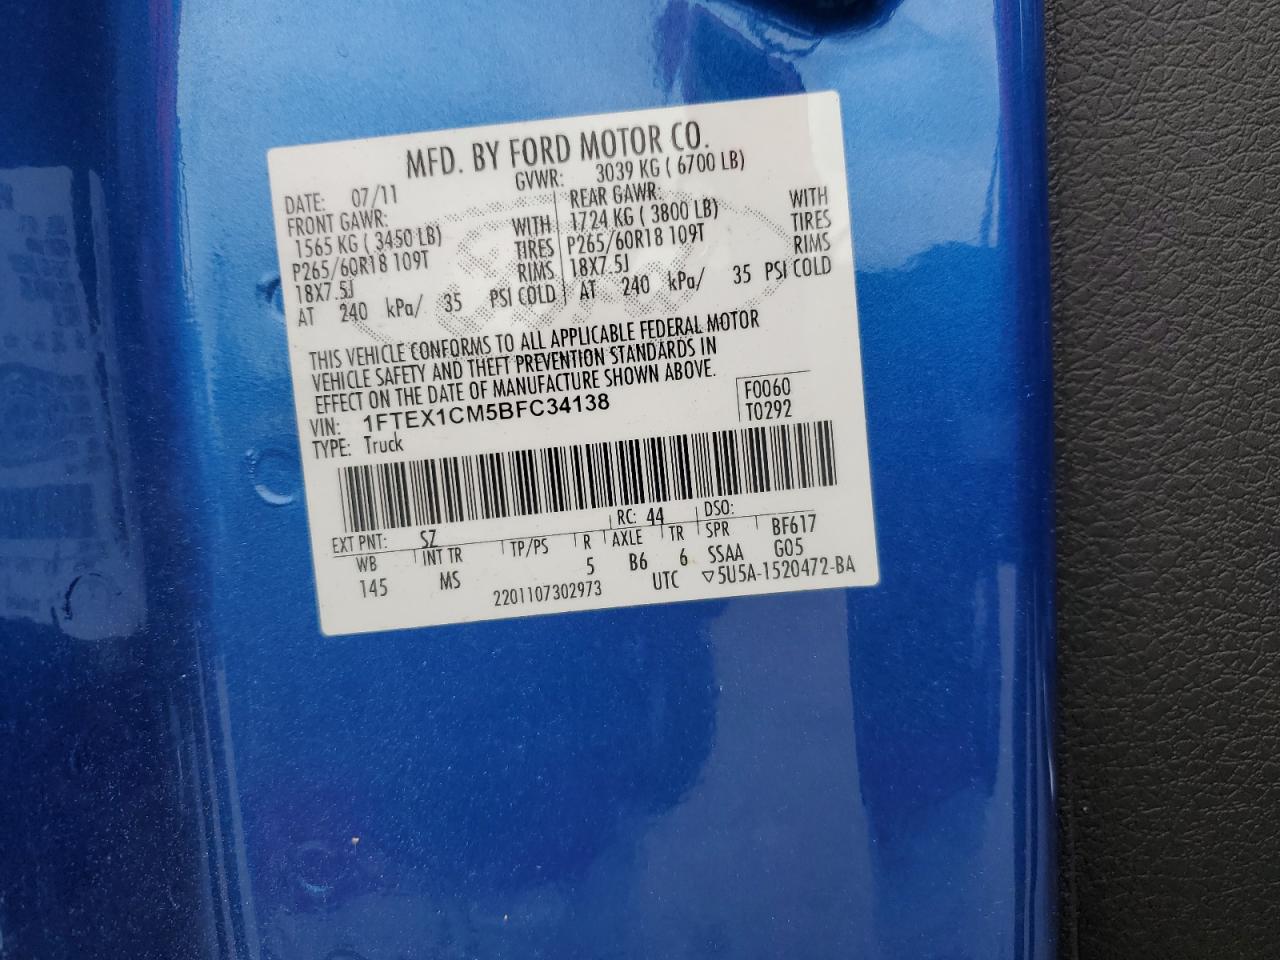 MFD. BY FORD MOTOR CO.
DATE: 07/11 GVWR: 3039 KG ( 6700 LB)
FRONT GAWR: REAR GAWR:
1565 KG ( 3450 LB) WITH 1724 KG ( 3800 LB) WITH
P265/60R18 109T TIRES P265/60R18 109T TIRES
18X7.5J RIMS 18X7.5J RIMS
AT 240 kPa/ 35 PSI COLD AT 240 kPa/ 35 PSI COLD
THIS VEHICLE CONFORMS TO ALL APPLICABLE FEDERAL MOTOR
VEHICLE SAFETY AND THEFT PREVENTION STANDARDS IN
EFFECT ON THE DATE OF MANUFACTURE SHOWN ABOVE.
VIN: 1FTEX1CM5BFC34138 F0060
TYPE: Truck T0292
EXT PNT: SZ RC: 44 DSO:
WB INT TR TP/PS R AXLE TR SPR BF617
145 MS 5 B6 6 SSAA G05
2201107302973 UTC ▽5U5A-1520472-BA